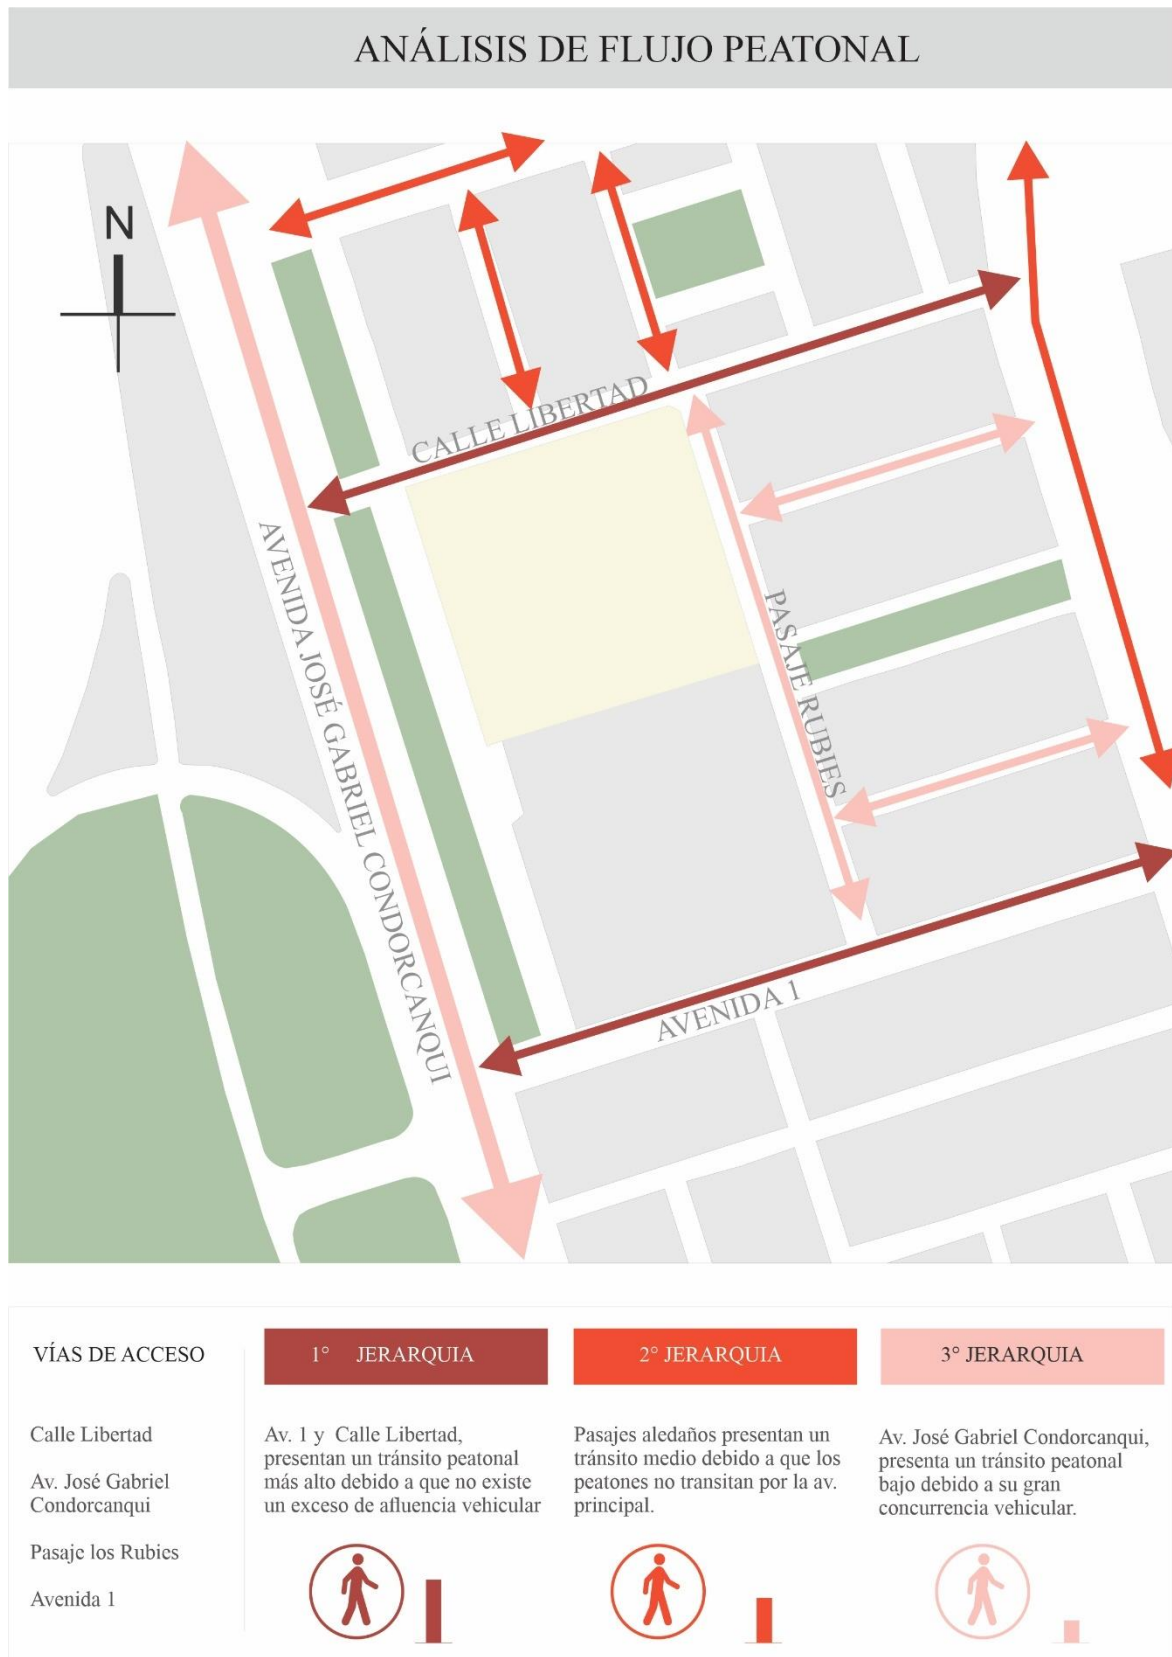 ANÁLISIS DE FLUJO PEATONAL
N
CALLE LIBERTAD
AVENIDA JOSÉ GABRIEL CONDORCANQUI
PASAJE RUBIES
AVENIDA 1
VÍAS DE ACCESO
Calle Libertad
Av. José Gabriel
Condorcanqui
Pasaje los Rubies
Avenida 1
1° JERARQUIA
Av. 1 y Calle Libertad,
presentan un tránsito peatonal
más alto debido a que no existe
un exceso de afluencia vehicular
2° JERARQUIA
Pasajes aledaños presentan un
tránsito medio debido a que los
peatones no transitan por la av.
principal.
3° JERARQUIA
Av. José Gabriel Condorcanqui,
presenta un tránsito peatonal
bajo debido a su gran
concurrencia vehicular.